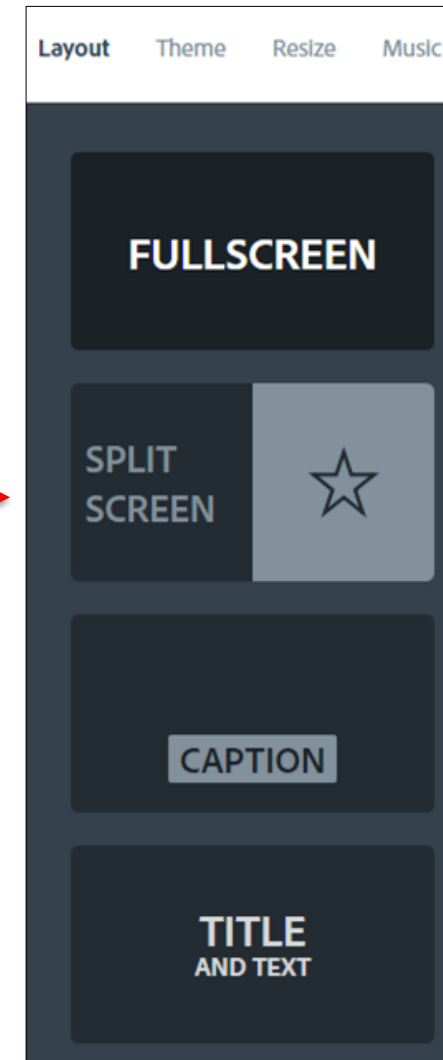 Layout Theme Resize Music
FULLSCREEN
SPLIT
SCREEN
CAPTION
TITLE
AND TEXT